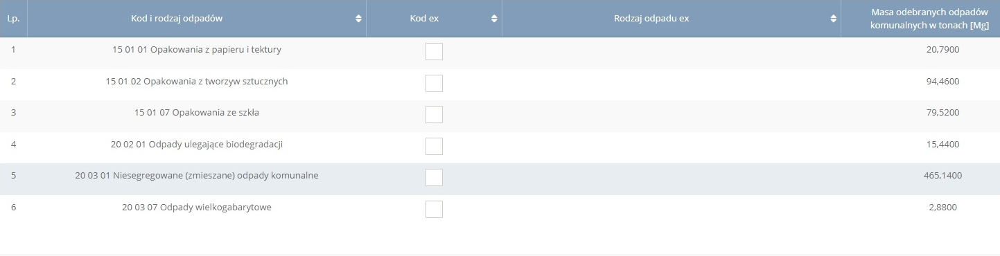 Lp. Kod i rodzaj odpadów Kod ex Rodzaj odpadu ex Masa odebranych odpadów komunalnych w tonach [Mg]
1 15 01 01 Opakowania z papieru i tektury 20,7900
2 15 01 02 Opakowania z tworzyw sztucznych 94,4600
3 15 01 07 Opakowania ze szkła 79,5200
4 20 02 01 Odpady ulegające biodegradacji 15,4400
5 20 03 01 Niesegregowane (zmieszane) odpady komunalne 465,1400
6 20 03 07 Odpady wielkogabarytowe 2,8800